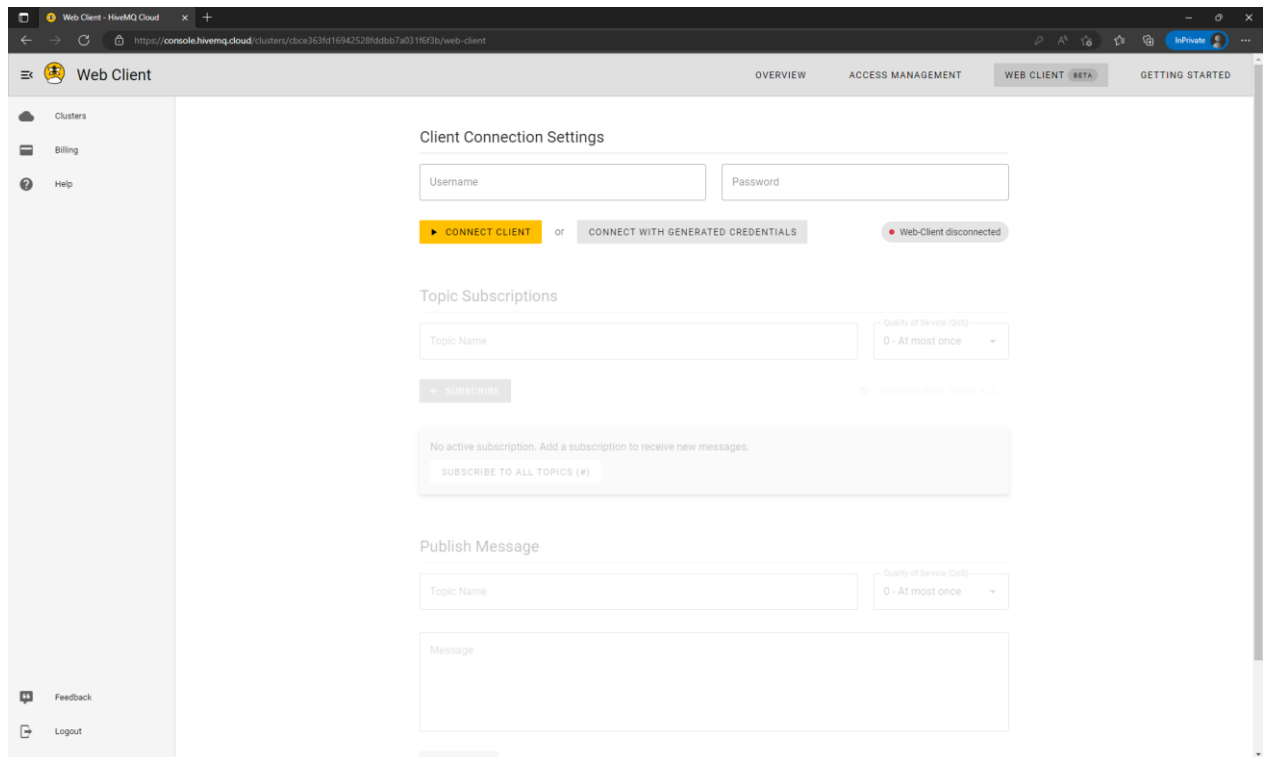 Web Client - HiveMQ Cloud
https://console.hivemq.cloud/clusters/cbce363fd16942528fddbb7a031f6f3b/web-client
InPrivate
Web Client
OVERVIEW
ACCESS MANAGEMENT
WEB CLIENT BETA
GETTING STARTED
Clusters
Billing
Help
Client Connection Settings
Username
Password
CONNECT CLIENT
or
CONNECT WITH GENERATED CREDENTIALS
Web-Client disconnected
Topic Subscriptions
Topic Name
Quality of Service (QoS)
0 - At most once
+ SUBSCRIBE
UNSUBSCRIBE FROM ALL
No active subscription. Add a subscription to receive new messages.
SUBSCRIBE TO ALL TOPICS (#)
Publish Message
Topic Name
Quality of Service (QoS)
0 - At most once
Message
Feedback
Logout